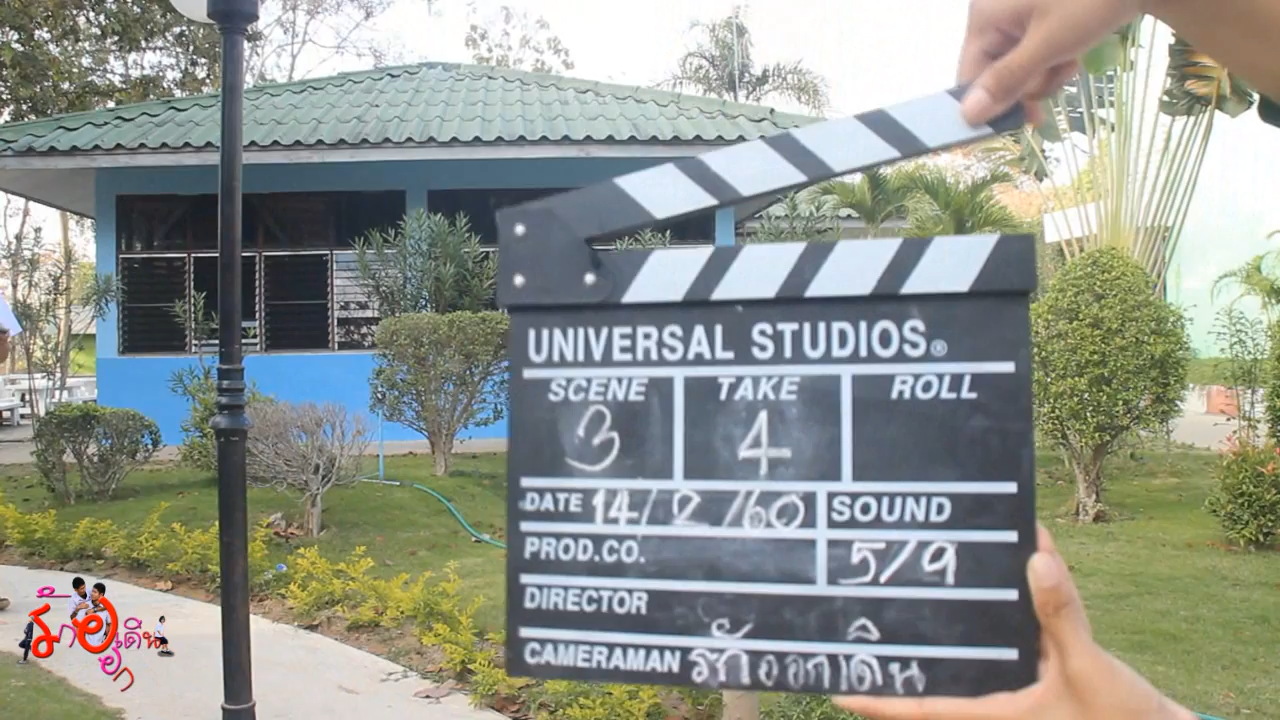 UNIVERSAL STUDIOS®
SCENE TAKE ROLL
3 4
DATE 14/2/60 SOUND
PROD.CO. 5/9
DIRECTOR
CAMERAMAN รักออกเดิน